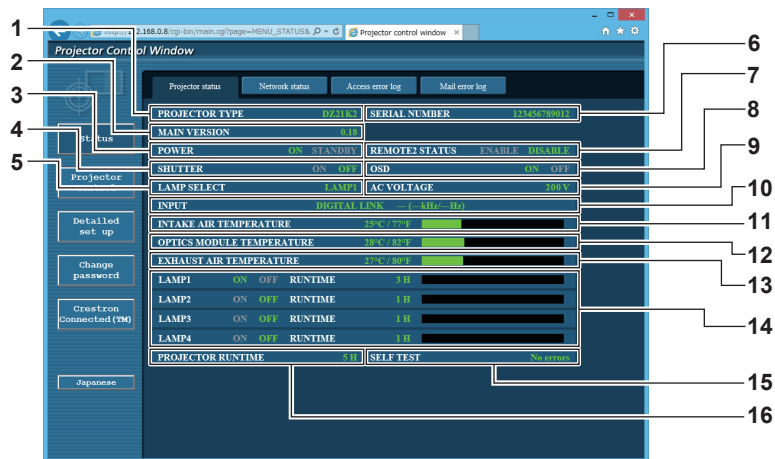 168.0.8/cgi-bin/main.cgi?page=MENU_STATUS&
Projector control window
Projector Control Window
Projector status
Network status
Access error log
Mail error log
Status
Projector
Detailed
set up
Change
password
Crestron
Connected(TM)
Japanese
PROJECTOR TYPE DZ21K2
SERIAL NUMBER 123456789012
MAIN VERSION 0.18
POWER ON STANDBY
REMOTE2 STATUS ENABLE DISABLE
SHUTTER ON OFF
OSD ON OFF
LAMP SELECT LAMP1
AC VOLTAGE 200 V
INPUT DIGITAL LINK --- (---kHz/---Hz)
INTAKE AIR TEMPERATURE 25°C / 77°F
OPTICS MODULE TEMPERATURE 28°C / 82°F
EXHAUST AIR TEMPERATURE 27°C / 80°F
LAMP1 ON OFF RUNTIME 3 H
LAMP2 ON OFF RUNTIME 1 H
LAMP3 ON OFF RUNTIME 1 H
LAMP4 ON OFF RUNTIME 1 H
PROJECTOR RUNTIME 5 H
SELF TEST No errors
1
2
3
4
5
6
7
8
9
10
11
12
13
14
15
16